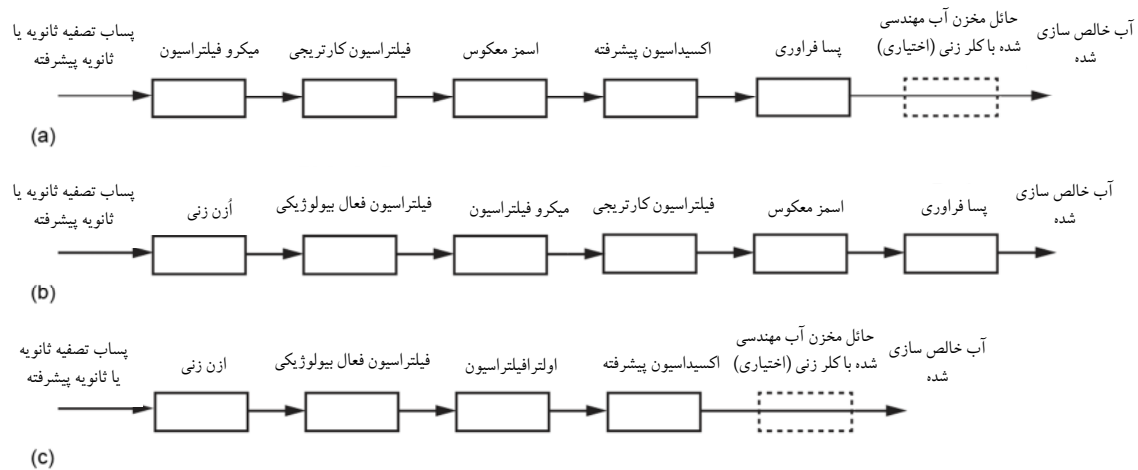 پساب تصفیه ثانویه یا
ثانویه پیشرفته
میکرو فیلتراسیون
فیلتراسیون کارتریجی
اسمز معکوس
اکسیداسیون پیشرفته
پسا فراوری
حائل مخزن آب مهندسی
شده با کلر زنی (اختیاری)
آب خالص سازی
شده
(a)
پساب تصفیه ثانویه یا
ثانویه پیشرفته
اُزن زنی
فیلتراسیون فعال بیولوژیکی
میکرو فیلتراسیون
فیلتراسیون کارتریجی
اسمز معکوس
پسا فراوری
آب خالص سازی
شده
(b)
پساب تصفیه ثانویه
یا ثانویه پیشرفته
ازن زنی
فیلتراسیون فعال بیولوژیکی
اولترافیلتراسیون
اکسیداسیون پیشرفته
حائل مخزن آب مهندسی
شده با کلر زنی (اختیاری)
آب خالص سازی
شده
(c)